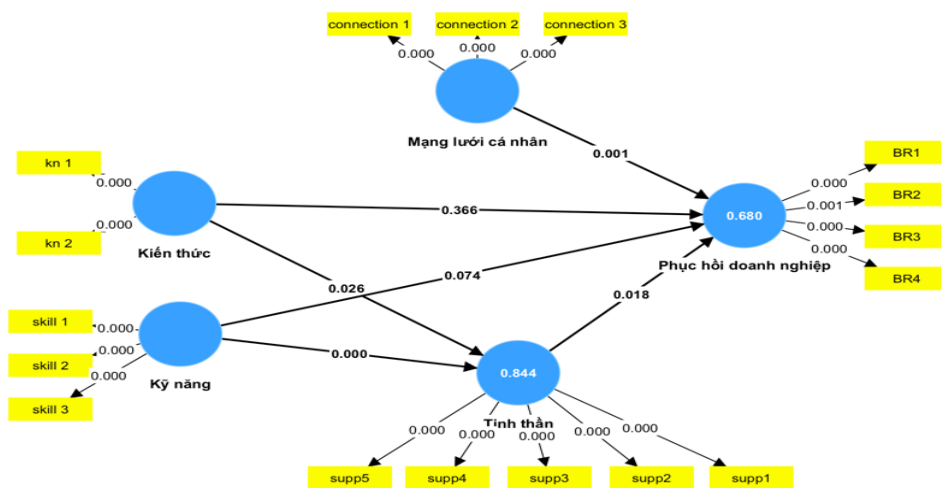 connection 1
connection 2
connection 3
0.000
0.000
0.000
Mạng lưới cá nhân
0.001
kn 1
0.000
0.000
kn 2
Kiến thức
0.366
0.026
0.680
Phục hồi doanh nghiệp
0.000
BR1
0.001
BR2
0.000
BR3
0.000
BR4
skill 1
0.000
skill 2
0.000
skill 3
0.000
Kỹ năng
0.074
0.000
0.018
0.844
Tinh thần
0.000
0.000
0.000
0.000
0.000
supp5
supp4
supp3
supp2
supp1